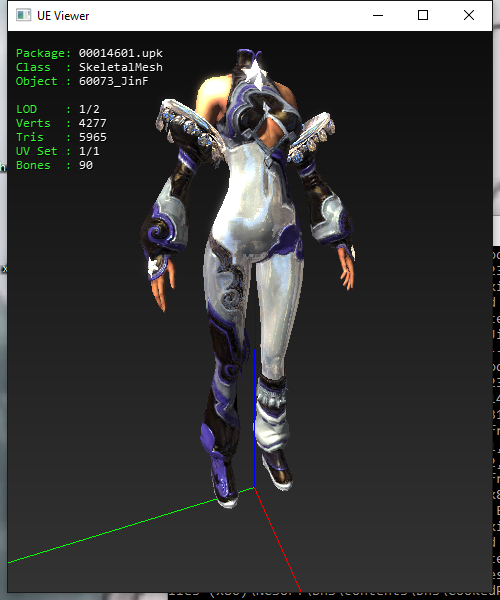 UE Viewer
Package: 00014601.upk
Class : SkeletalMesh
Object : 60073_JinF
LOD : 1/2
Verts : 4277
Tris : 5965
UV Set : 1/1
Bones : 90